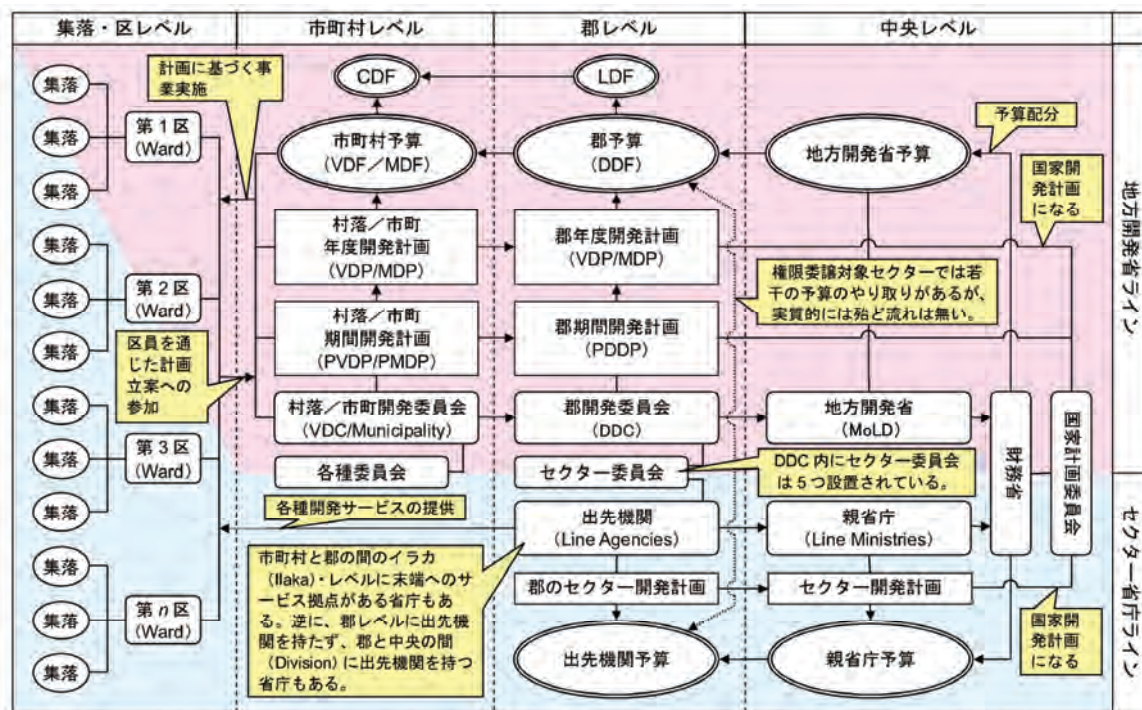 集落・区レベル
市町村レベル
郡レベル
中央レベル
集落
集落
集落
集落
集落
集落
集落
集落
集落
集落
集落
集落
第1区
(Ward)
第2区
(Ward)
第3区
(Ward)
第n区
(Ward)
計画に基づく事
業実施
区員を通
じた計画
立案への
参加
CDF
市町村予算
(VDF/MDF)
村落/市町
年度開発計画
(VDP/MDP)
村落/市町
期間開発計画
(PVDP/PMDP)
村落/市町開発委員会
(VDC/Municipality)
各種委員会
各種開発サービスの提供
市町村と郡の間のイラカ
(Ilaka)・レベルに末端へのサ
ービス拠点がある省庁もあ
る。逆に、郡レベルに出先機
関を持たず、郡と中央の間
(Division)に出先機関を持つ
省庁もある。
LDF
郡予算
(DDF)
郡年度開発計画
(VDP/MDP)
郡期間開発計画
(PDDP)
郡開発委員会
(DDC)
セクター委員会
出先機関
(Line Agencies)
郡のセクター開発計画
出先機関予算
地方開発省予算
予算配分
国家開
発計画
になる
権限委譲対象セクターでは若
干の予算のやり取りがあるが、
実質的には殆ど流れは無い。
地方開発省
(MoLD)
DDC内にセクター委員会
は5つ設置されている。
親省庁
(Line Ministries)
セクター開発計画
親省庁予算
財務省
国家計画委員会
国家開
発計画
になる
地方開発省ライン
セクター省庁ライン